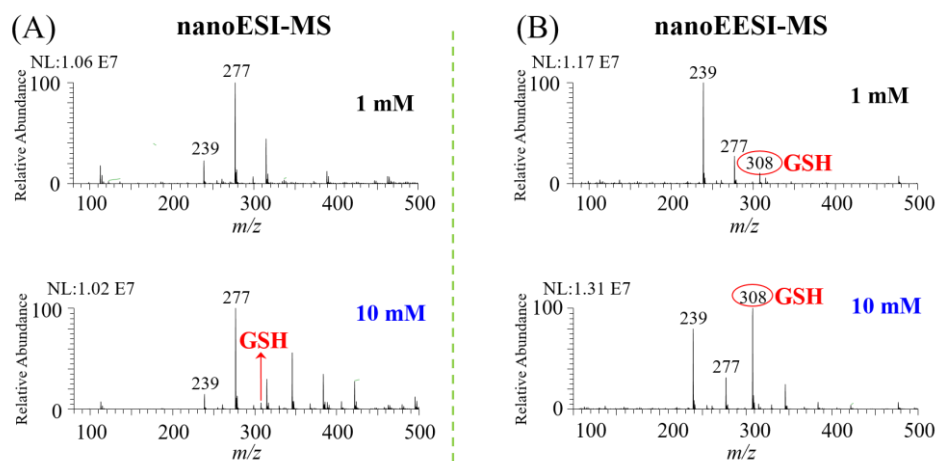 (A) nanoESI-MS
NL:1.06 E7
277
100
1 mM
239
Relative Abundance
0
100 200 300 400 500
m/z
NL:1.02 E7
277
100
10 mM
GSH
239
Relative Abundance
0
100 200 300 400 500
m/z
(B) nanoEESI-MS
NL:1.17 E7
239
100
1 mM
277
308 GSH
Relative Abundance
0
100 200 300 400 500
m/z
NL:1.31 E7
308 GSH
100
10 mM
239
277
Relative Abundance
0
100 200 300 400 500
m/z